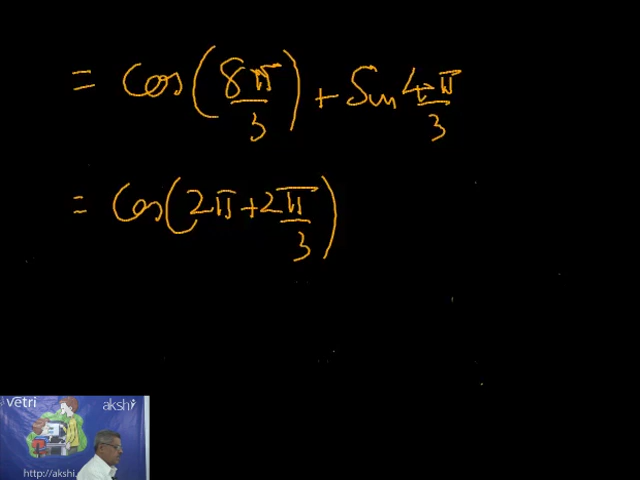 = cos(8π/3) + Sin 4π/3
= cos(2π+2π/3)
vetri akshi
http://akshi.